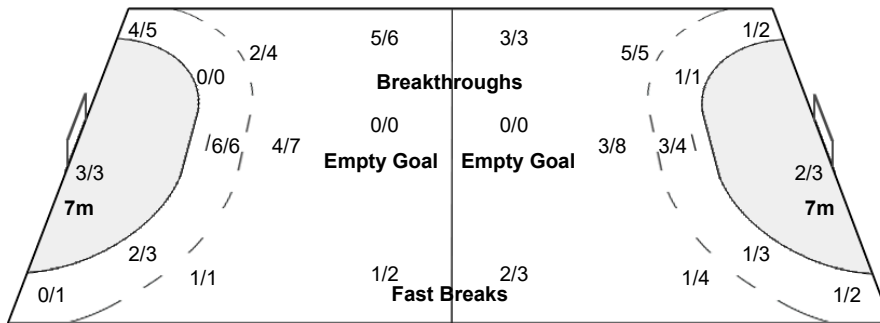 4/5 5/6 3/3 1/2
2/4 5/5
0/0 Breakthroughs 1/1
0/0 0/0
6/6 4/7 3/8 3/4
Empty Goal Empty Goal
3/3 2/3
7m 7m
2/3 1/3
1/1 1/2 2/3 1/4
0/1 Fast Breaks 1/2